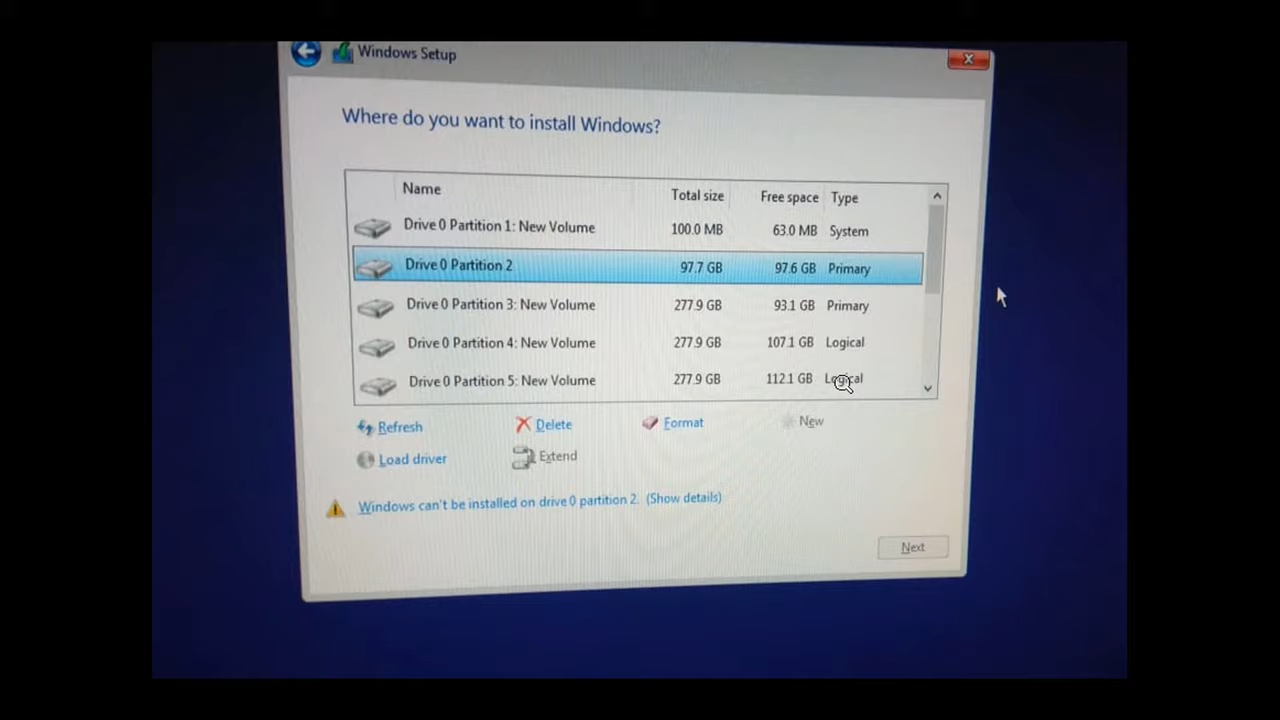 Windows Setup
Where do you want to install Windows?
Name Total size Free space Type
Drive 0 Partition 1: New Volume 100.0 MB 63.0 MB System
Drive 0 Partition 2 97.7 GB 97.6 GB Primary
Drive 0 Partition 3: New Volume 277.9 GB 93.1 GB Primary
Drive 0 Partition 4: New Volume 277.9 GB 107.1 GB Logical
Drive 0 Partition 5: New Volume 277.9 GB 112.1 GB Logical
Refresh Delete Format New
Load driver Extend
Windows can't be installed on drive 0 partition 2. (Show details)
Next